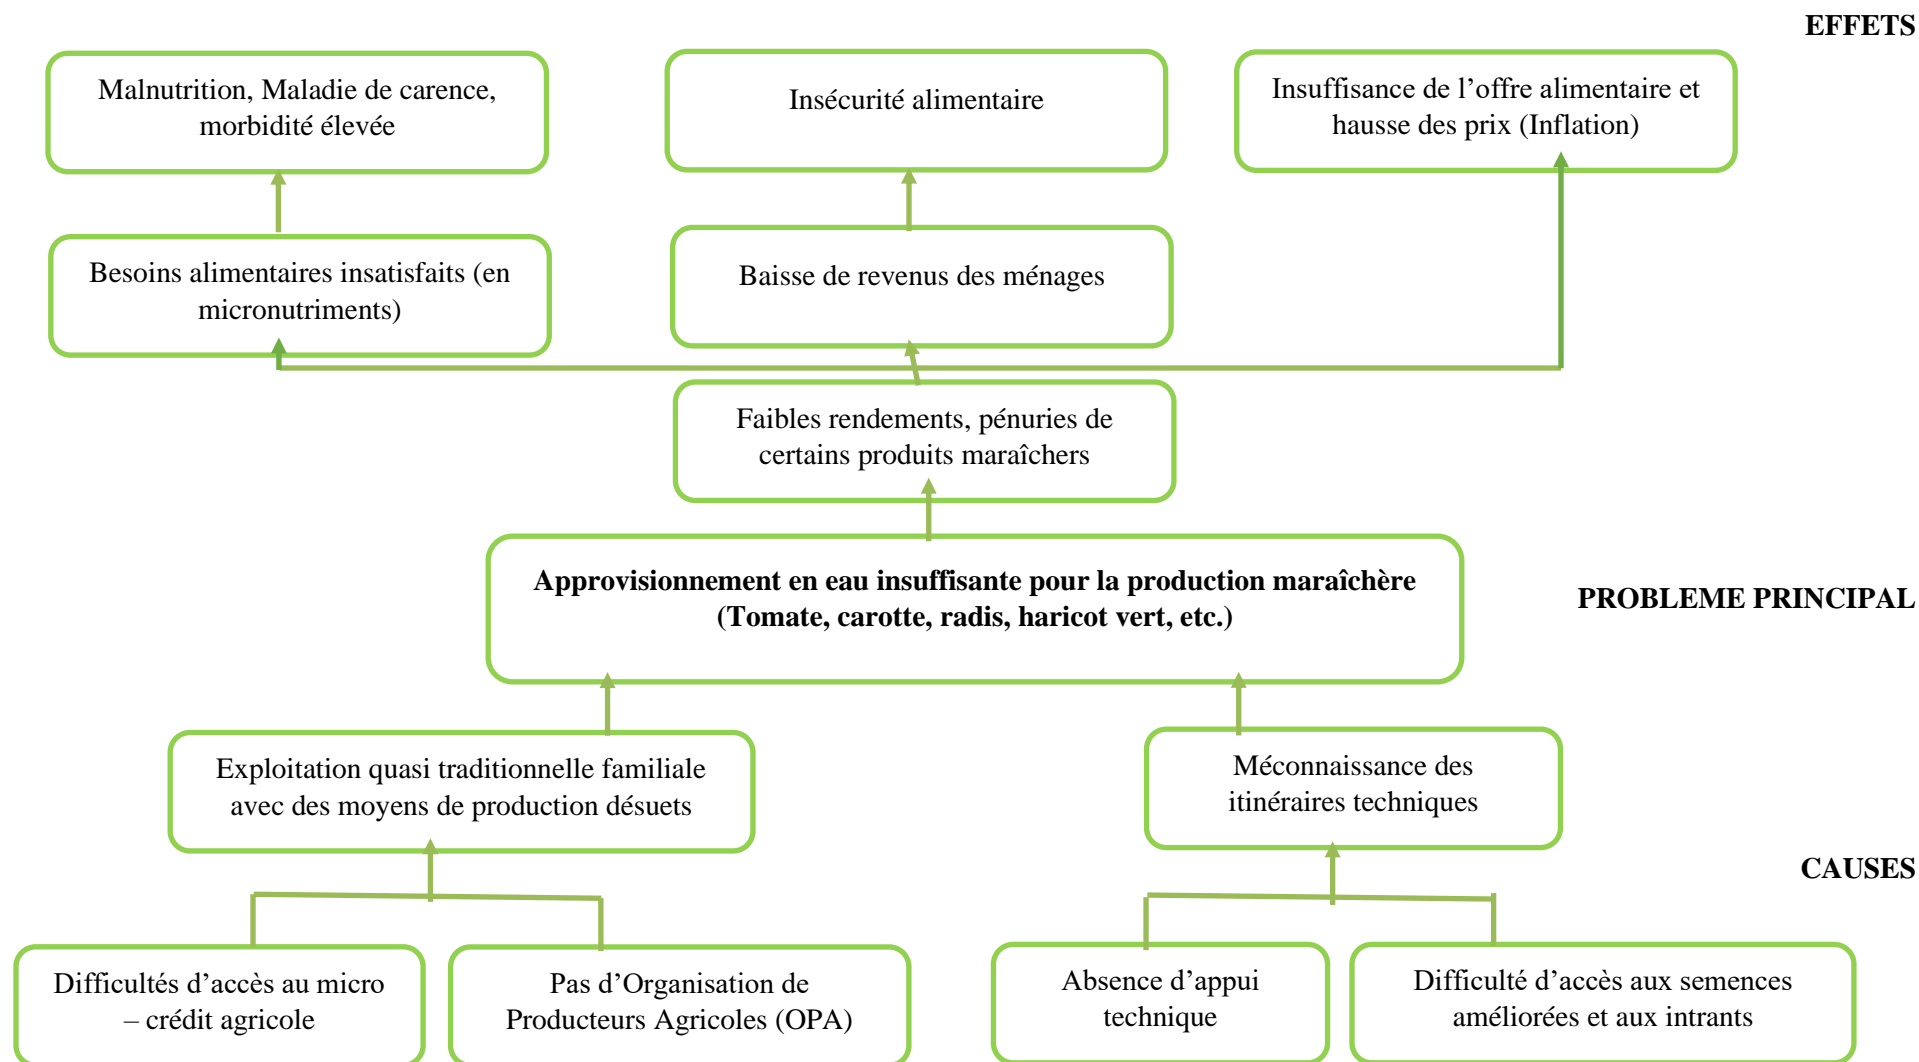 EFFETS
Malnutrition, Maladie de carence,
morbidité élevée
Insécurité alimentaire
Insuffisance de l’offre alimentaire et
hausse des prix (Inflation)
Besoins alimentaires insatisfaits (en
micronutriments)
Baisse de revenus des ménages
Faibles rendements, pénuries de
certains produits maraîchers
Approvisionnement en eau insuffisante pour la production maraîchère
(Tomate, carotte, radis, haricot vert, etc.)
PROBLEME PRINCIPAL
Exploitation quasi traditionnelle familiale
avec des moyens de production désuets
Méconnaissance des
itinéraires techniques
CAUSES
Difficultés d’accès au micro
– crédit agricole
Pas d’Organisation de
Producteurs Agricoles (OPA)
Absence d’appui
technique
Difficulté d’accès aux semences
améliorées et aux intrants